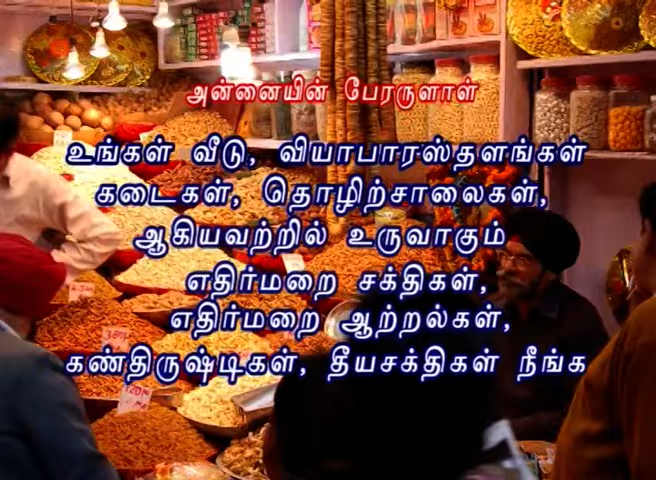 அன்னையின் பேரருளாள்
உங்கள் வீடு, வியாபாரஸ்தளங்கள்
கடைகள், தொழிற்சாலைகள்,
ஆகியவற்றில் உருவாகும்
எதிர்மறை சக்திகள்,
எதிர்மறை ஆற்றல்கள்,
கண்திருஷ்டிகள், தீயசக்திகள் நீங்க